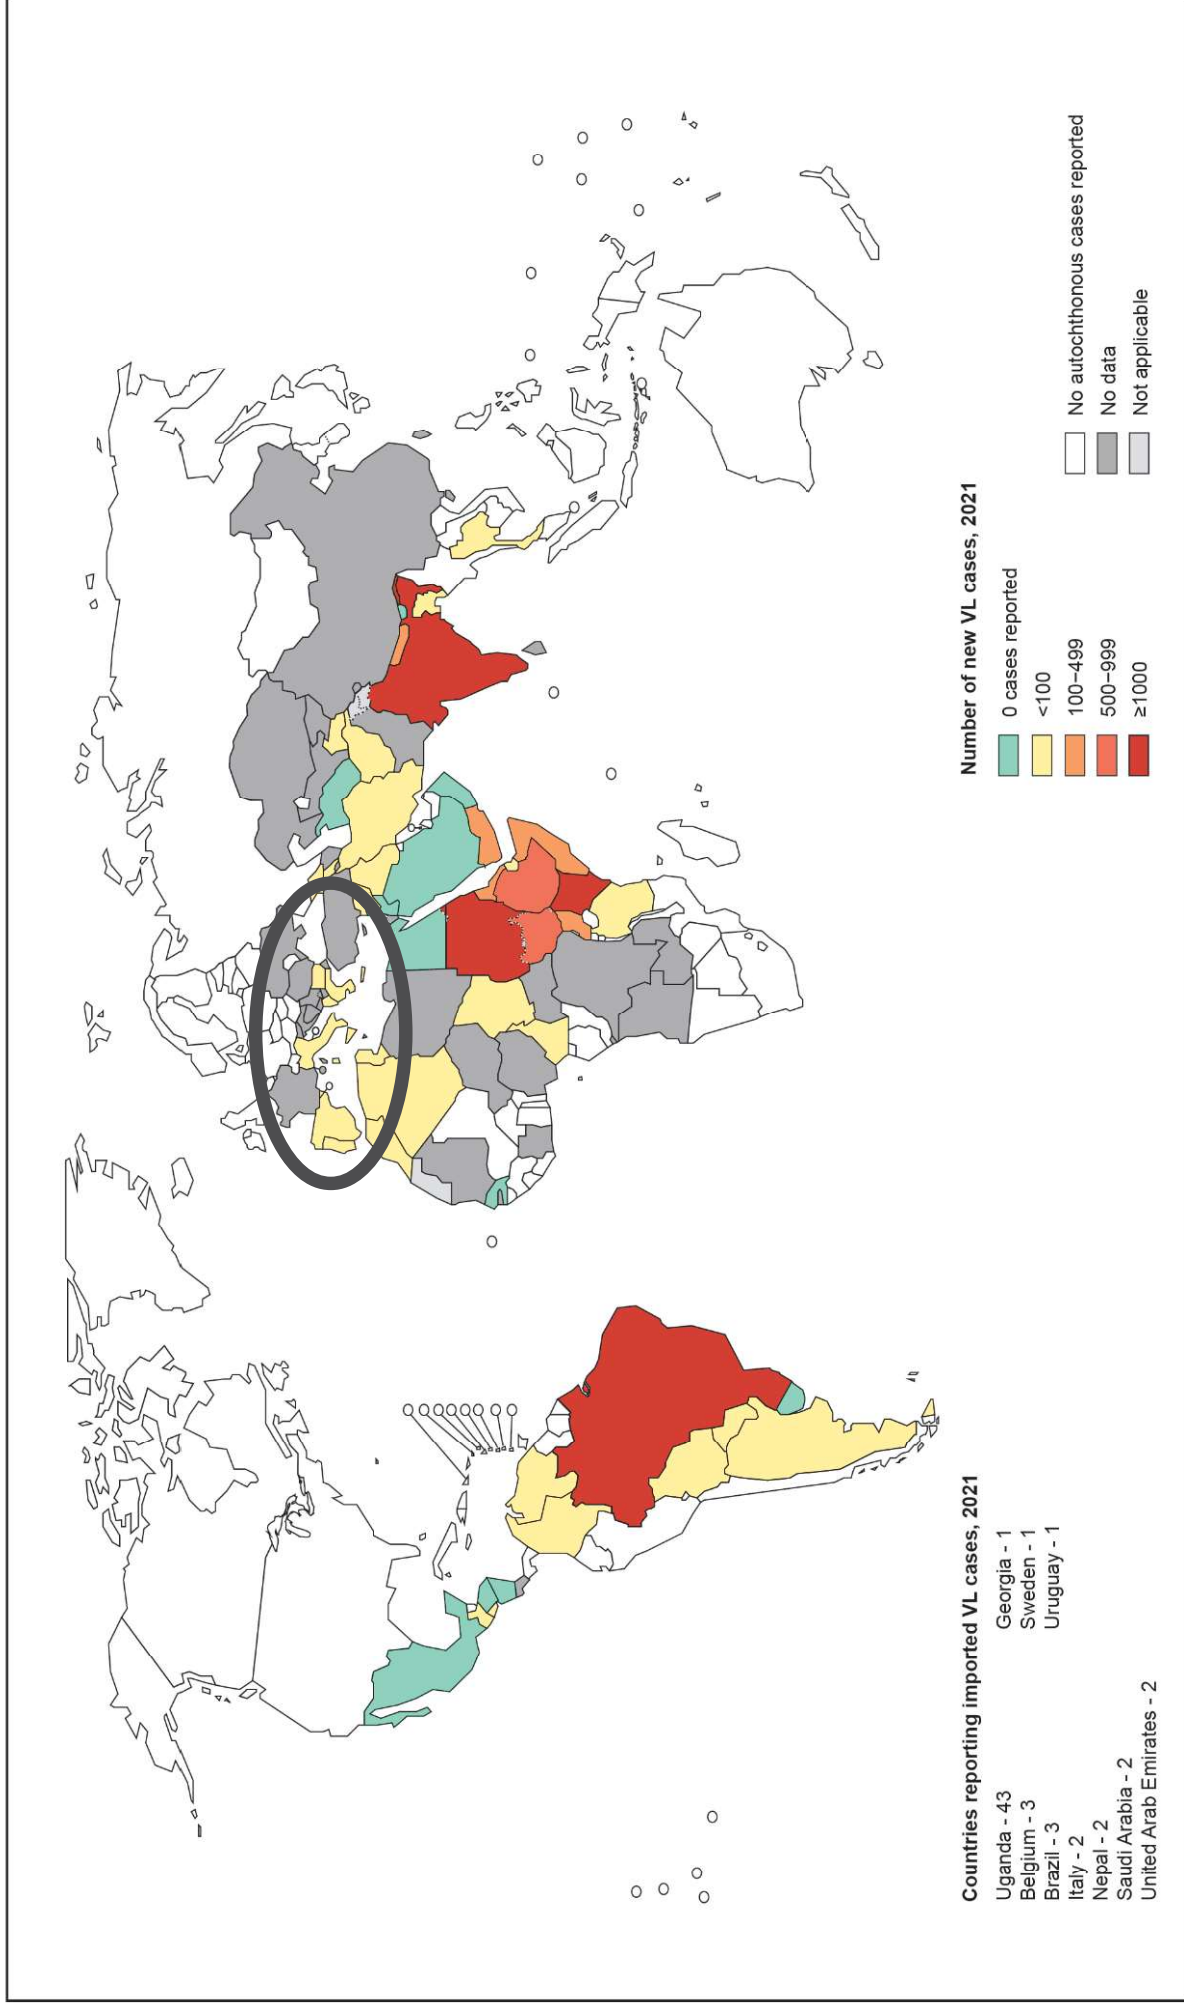 Countries reporting imported VL cases, 2021
Uganda - 43
Belgium - 3
Brazil - 3
Italy - 2
Nepal - 2
Saudi Arabia - 2
United Arab Emirates - 2
Georgia - 1
Sweden - 1
Uruguay - 1
Number of new VL cases, 2021
0 cases reported
<100
100–499
500–999
≥1000
No autochthonous cases reported
No data
Not applicable